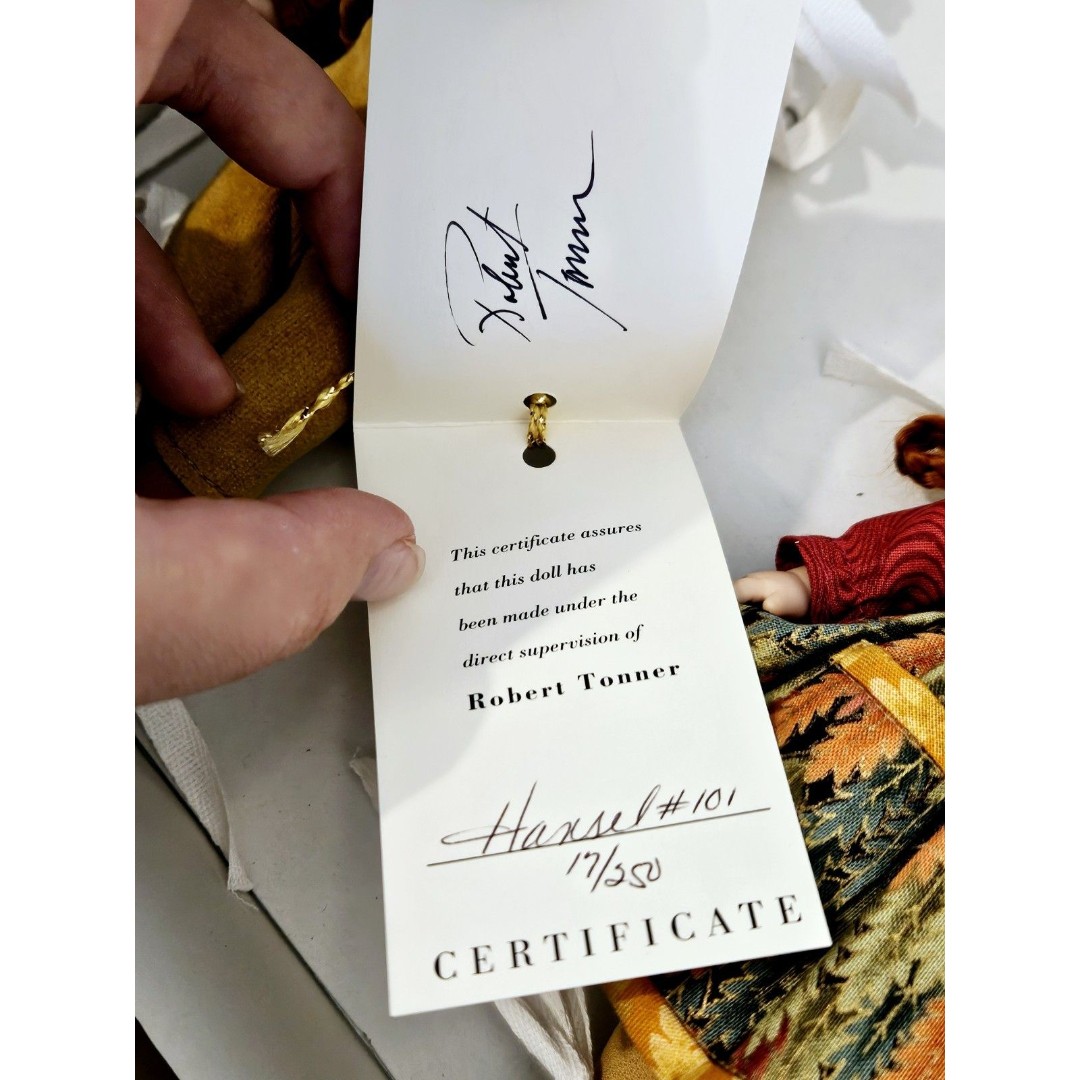 Robert
Tonner
This certificate assures
that this doll has
been made under the
direct supervision of
Robert Tonner
Hansel #101
17/250
CERTIFICATE